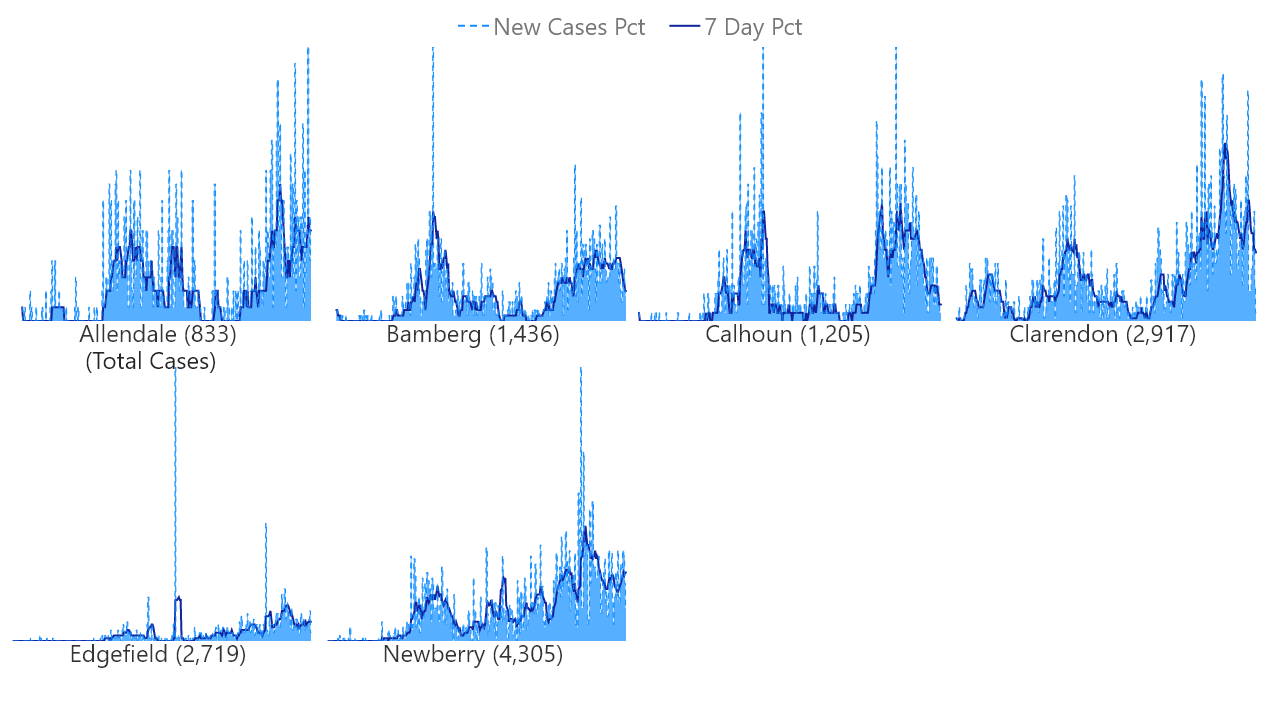 New Cases Pct 7 Day Pct
Allendale (833)
(Total Cases)
Bamberg (1,436)
Calhoun (1,205)
Clarendon (2,917)
Edgefield (2,719)
Newberry (4,305)